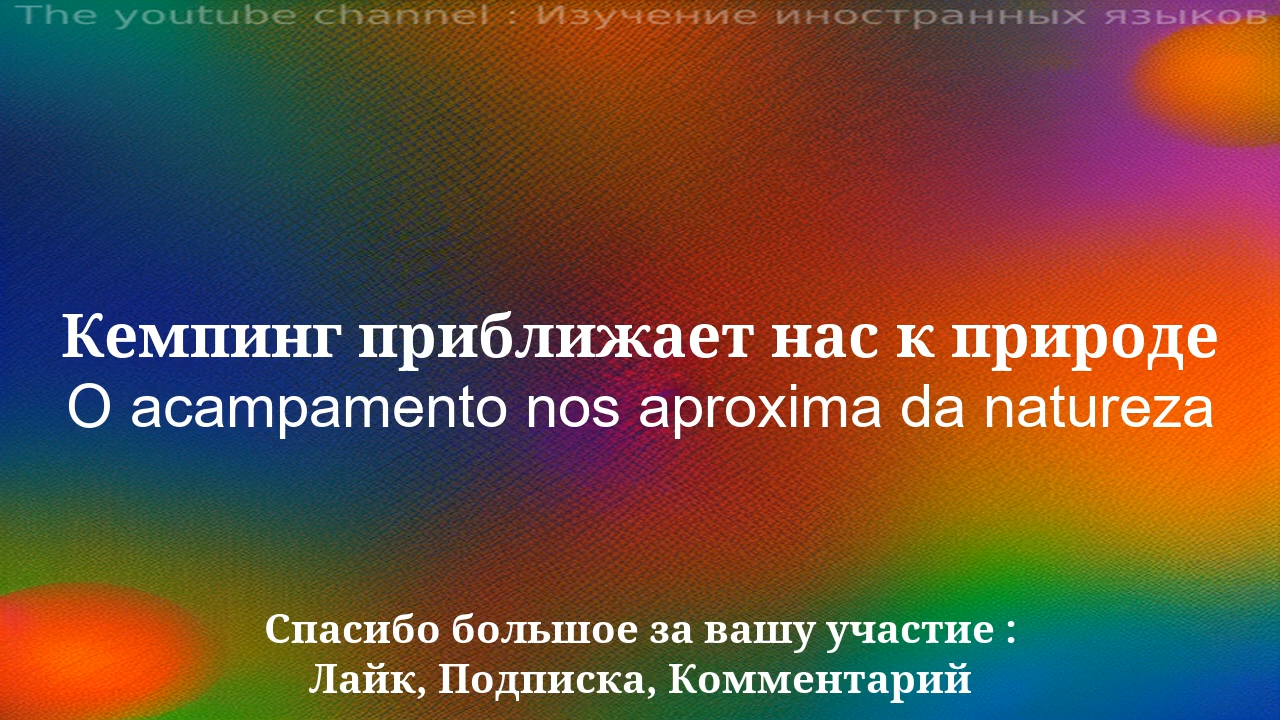 The youtube channel : Изучение иностранных языков
Кемпинг приближает нас к природе
O acampamento nos aproxima da natureza
Спасибо большое за вашу участие :
Лайк, Подписка, Комментарий